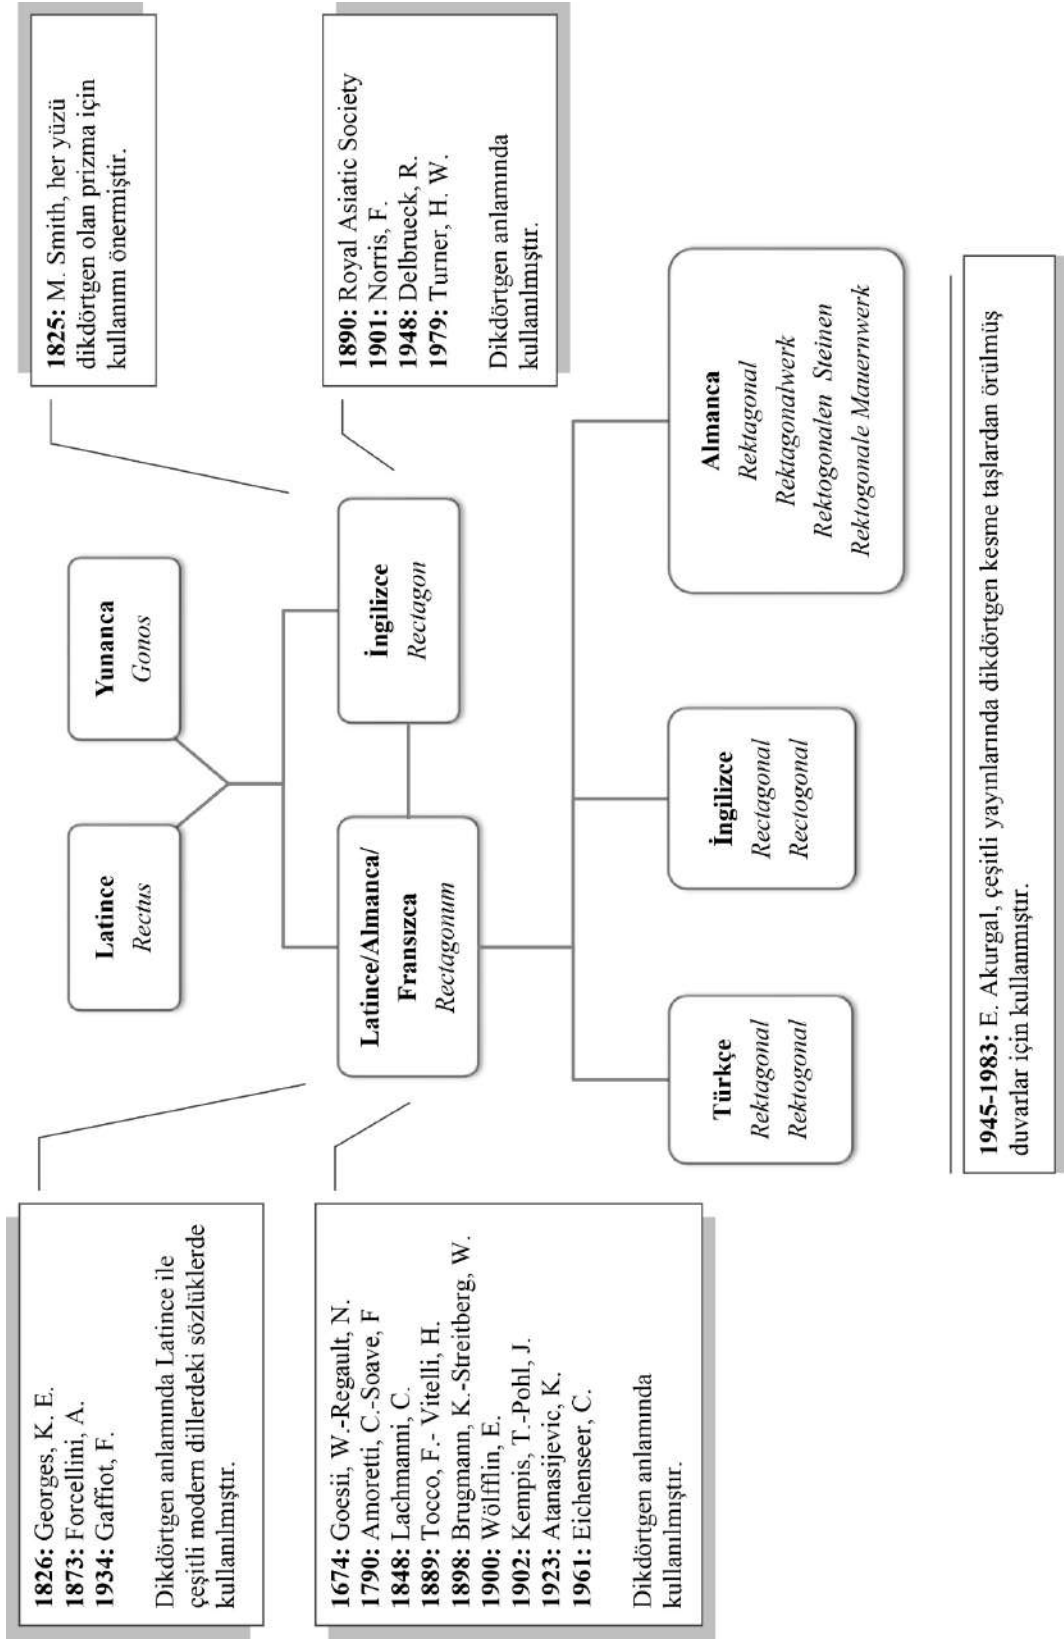 1826: Georges, K. E.
1873: Forcellini, A.
1934: Gaffiot, F.
Dikdörtgen anlamında Latince ile
çeşitli modern dillerdeki sözlüklerde
kullanılmıştır.
1825: M. Smith, her yüzü
dikdörtgen olan prizma için
kullanımı önermiştir.
Latince
Rectus
Yunanca
Gonos
1674: Goesii, W.-Regault, N.
1790: Amoretti, C.-Soave, F
1848: Lachmanni, C.
1889: Tocco, F.- Vitelli, H.
1898: Brugmann, K.-Streitberg, W.
1900: Wölfflin, E.
1902: Kempis, T.-Pohl, J.
1923: Atanasijevic, K.
1961: Eichenseer, C.
Dikdörtgen anlamında
kullanılmıştır.
Latince/Almanca/
Fransızca
Rectagonum
İngilizce
Rectagon
1890: Royal Asiatic Society
1901: Norris, F.
1948: Delbrueck, R.
1979: Turner, H. W.
Dikdörtgen anlamında
kullanılmıştır.
Türkçe
Rektagonal
Rektogonal
İngilizce
Rectagonal
Rectogonal
Almanca
Rektagonal
Rektagonalwerk
Rektogonalen Steinen
Rektogonale Mauernwerk
1945-1983: E. Akurgal, çeşitli yayınlarında dikdörtgen kesme taşlardan örülmüş
duvarlar için kullanmıştır.